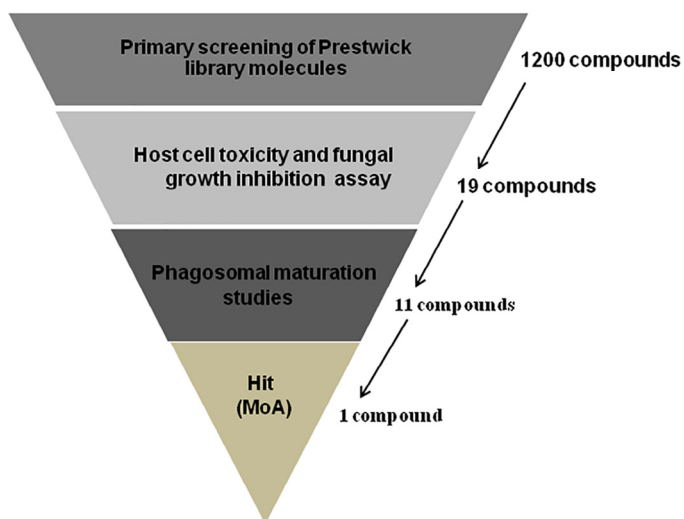 Primary screening of Prestwick
library molecules
1200 compounds
Host cell toxicity and fungal
growth inhibition assay
19 compounds
Phagosomal maturation
studies
11 compounds
Hit
(MoA)
1 compound